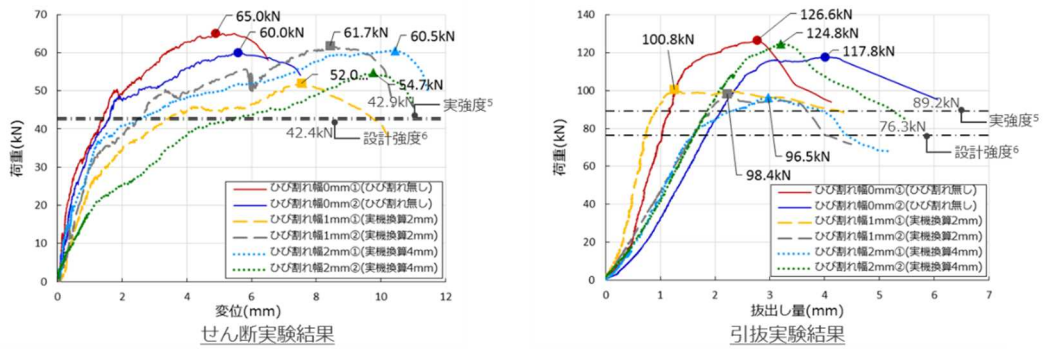 70
60
50
40
30
20
10
0
荷重(kN)
65.0kN
60.0kN
61.7kN
60.5kN
52.0
54.7kN
42.9kN
実強度5
42.4kN
設計強度6
ひび割れ幅0mm①(ひび割れ無し)
ひび割れ幅0mm②(ひび割れ無し)
ひび割れ幅1mm①(実機換算2mm)
ひび割れ幅1mm②(実機換算2mm)
ひび割れ幅2mm①(実機換算4mm)
ひび割れ幅2mm②(実機換算4mm)
0 2 4 6 8 10 12
変位(mm)
せん断実験結果
140
120
100
80
60
40
20
0
荷重(kN)
126.6kN
124.8kN
100.8kN
117.8kN
89.2kN
実強度5
76.3kN
設計強度6
96.5kN
98.4kN
ひび割れ幅0mm①(ひび割れ無し)
ひび割れ幅0mm②(ひび割れ無し)
ひび割れ幅1mm①(実機換算2mm)
ひび割れ幅1mm②(実機換算2mm)
ひび割れ幅2mm①(実機換算4mm)
ひび割れ幅2mm②(実機換算4mm)
0 1 2 3 4 5 6 7
抜出し量(mm)
引抜実験結果